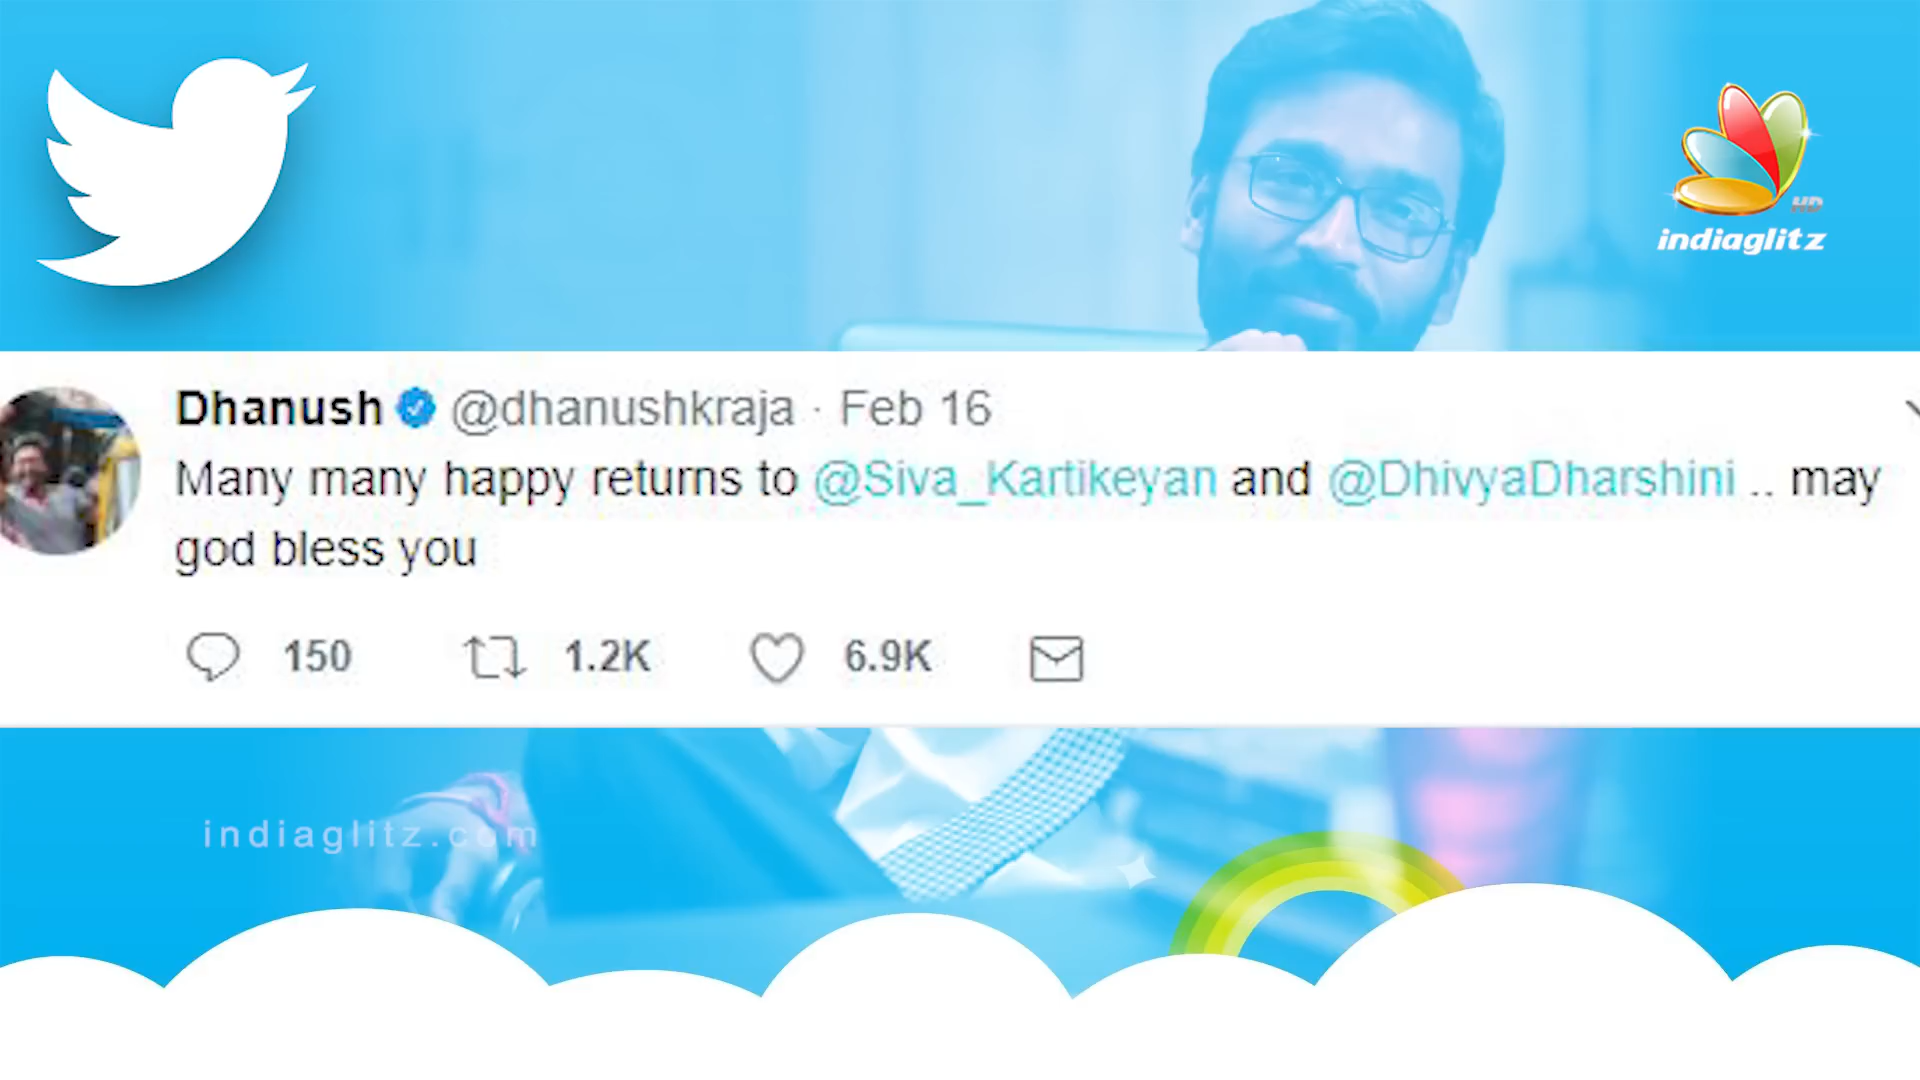 HD
indiaglitz
Dhanush @dhanushkraja · Feb 16
Many many happy returns to @Siva_Kartikeyan and @DhivyaDharshini .. may
god bless you
150 1.2K 6.9K
indiaglitz.com